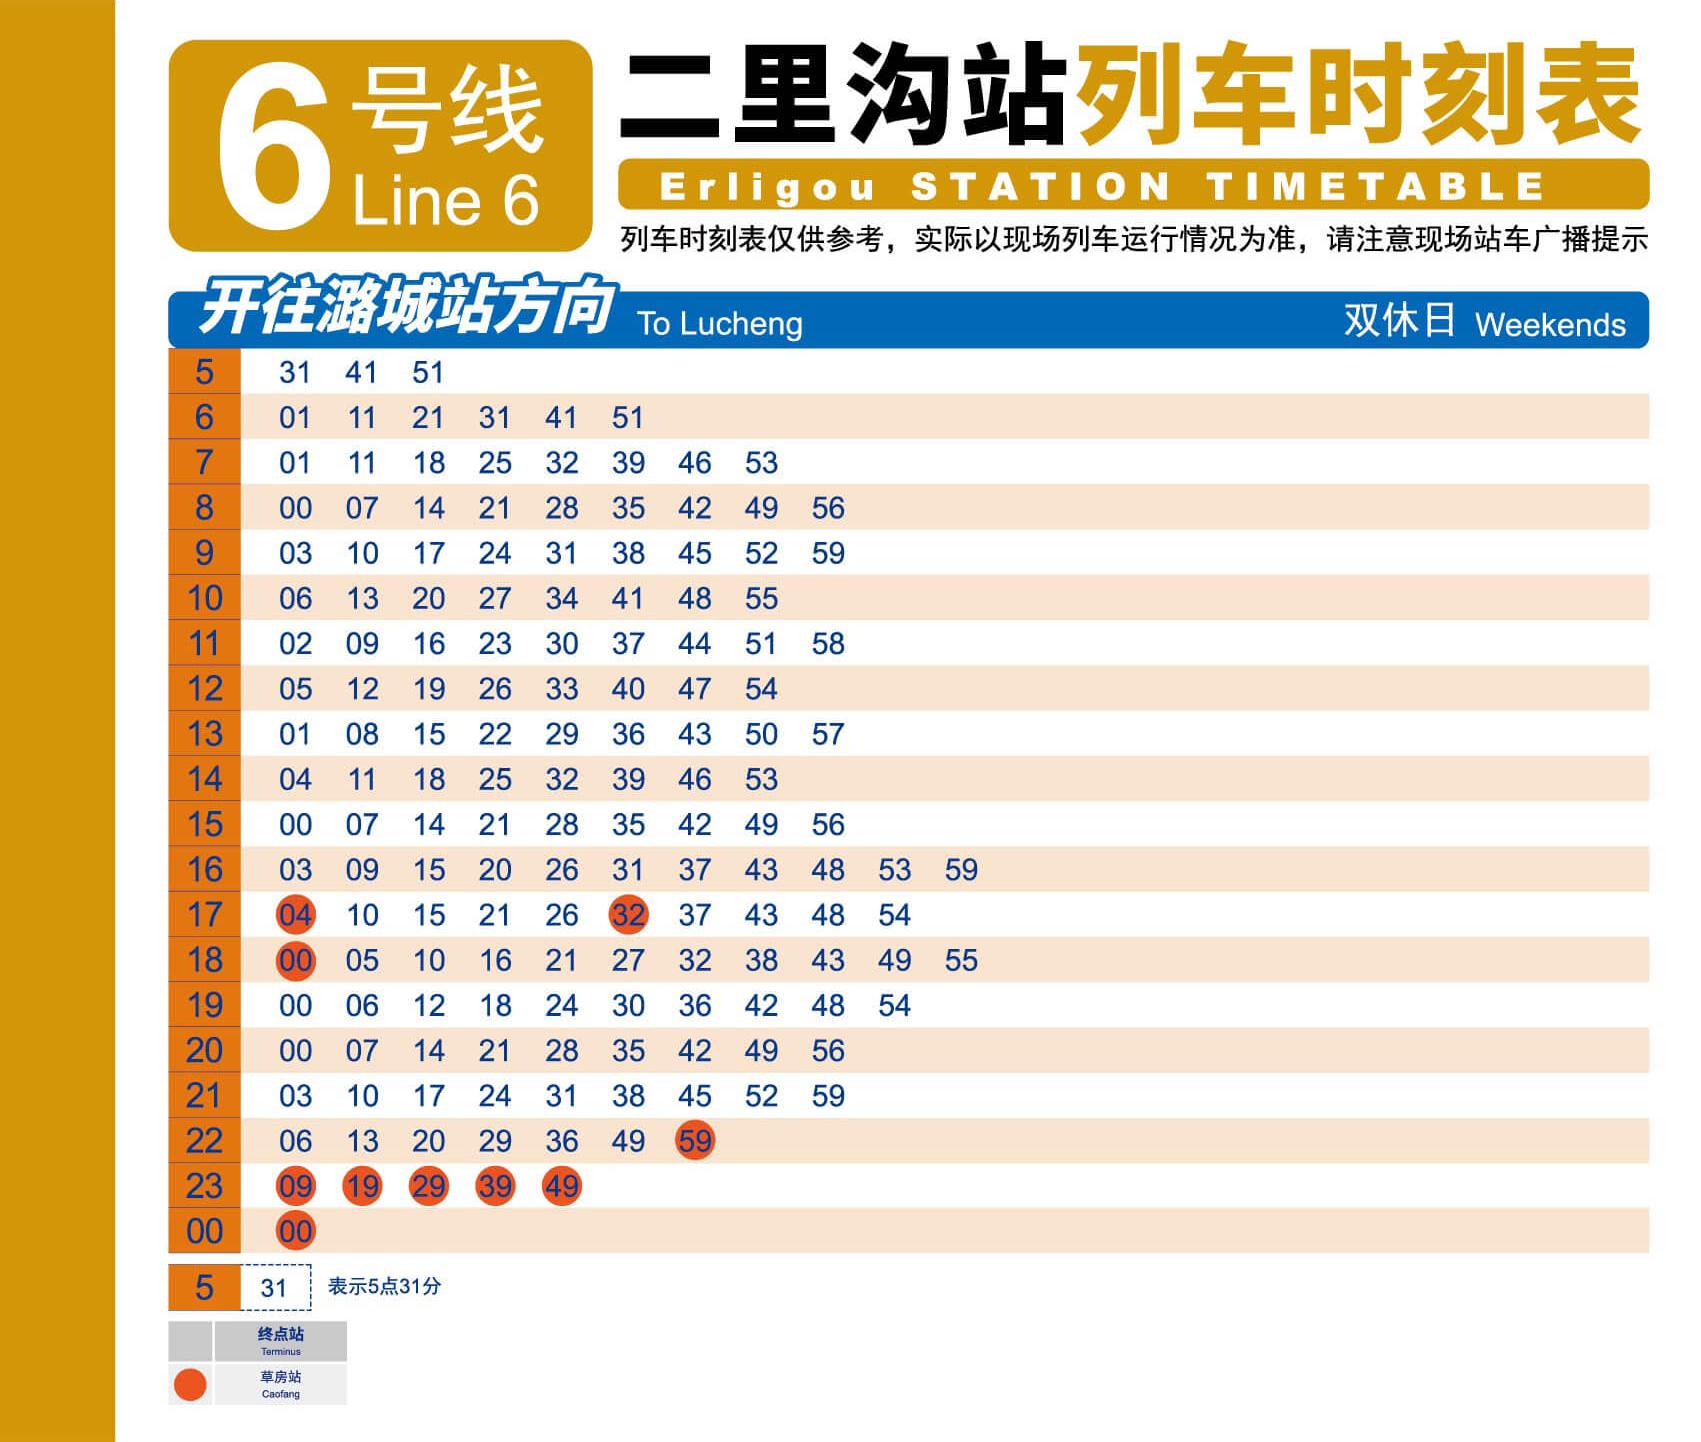 6号线
Line 6
二里沟站列车时刻表
Erligou STATION TIMETABLE
列车时刻表仅供参考，实际以现场列车运行情况为准，请注意现场站车广播提示
开往潞城站方向 To Lucheng 双休日 Weekends
5 31 41 51
6 01 11 21 31 41 51
7 01 11 18 25 32 39 46 53
8 00 07 14 21 28 35 42 49 56
9 03 10 17 24 31 38 45 52 59
10 06 13 20 27 34 41 48 55
11 02 09 16 23 30 37 44 51 58
12 05 12 19 26 33 40 47 54
13 01 08 15 22 29 36 43 50 57
14 04 11 18 25 32 39 46 53
15 00 07 14 21 28 35 42 49 56
16 03 09 15 20 26 31 37 43 48 53 59
17 04 10 15 21 26 32 37 43 48 54
18 00 05 10 16 21 27 32 38 43 49 55
19 00 06 12 18 24 30 36 42 48 54
20 00 07 14 21 28 35 42 49 56
21 03 10 17 24 31 38 45 52 59
22 06 13 20 29 36 49 59
23 09 19 29 39 49
00 00
5 31 表示5点31分
终点站
Terminus
草房站
Caofang